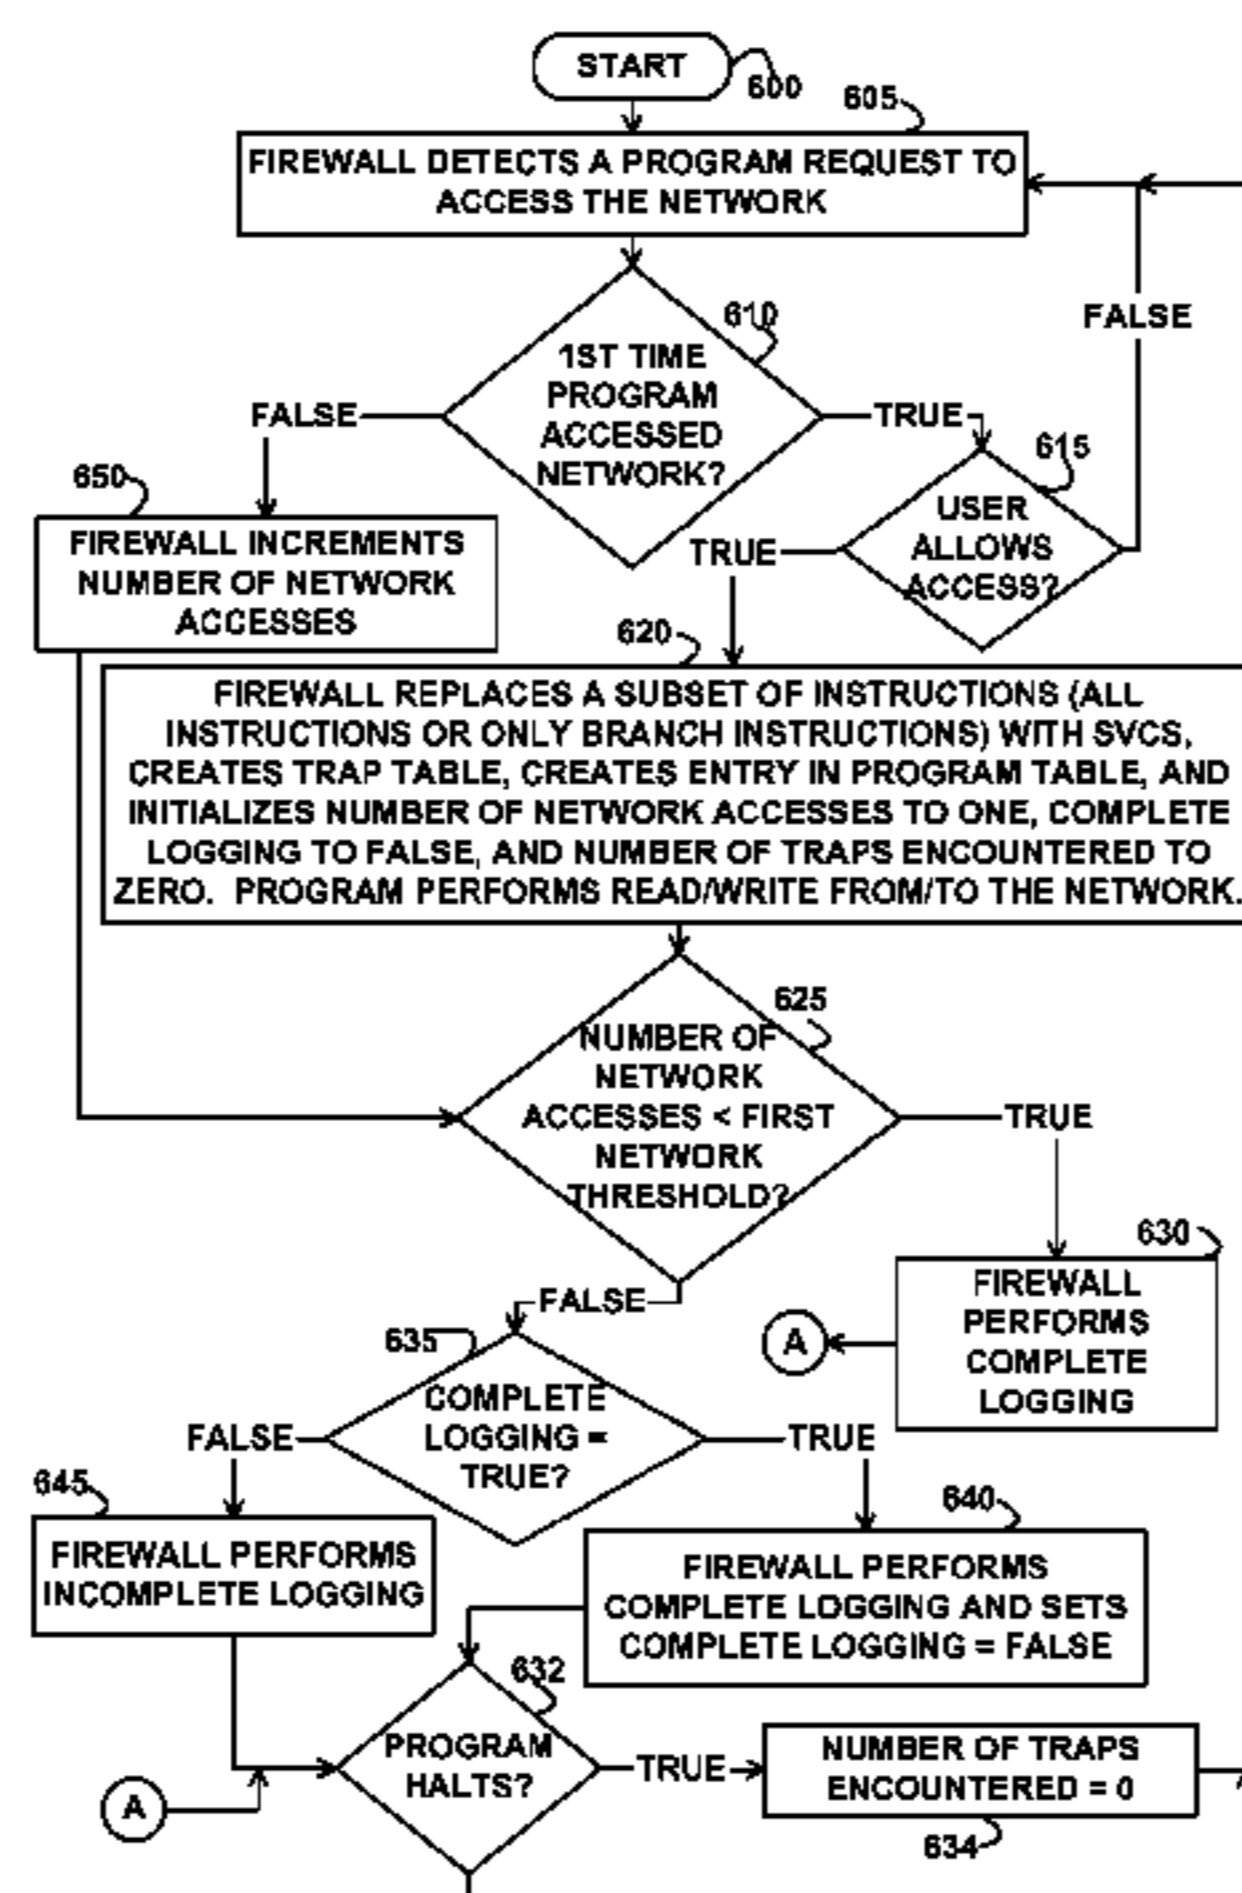 START
600
605
FIREWALL DETECTS A PROGRAM REQUEST TO
ACCESS THE NETWORK
610
1ST TIME
PROGRAM
ACCESSED
NETWORK?
FALSE
TRUE
FALSE
615
USER
ALLOWS
ACCESS?
TRUE
650
FIREWALL INCREMENTS
NUMBER OF NETWORK
ACCESSES
620
FIREWALL REPLACES A SUBSET OF INSTRUCTIONS (ALL
INSTRUCTIONS OR ONLY BRANCH INSTRUCTIONS) WITH SVCS,
CREATES TRAP TABLE, CREATES ENTRY IN PROGRAM TABLE, AND
INITIALIZES NUMBER OF NETWORK ACCESSES TO ONE, COMPLETE
LOGGING TO FALSE, AND NUMBER OF TRAPS ENCOUNTERED TO
ZERO. PROGRAM PERFORMS READ/WRITE FROM/TO THE NETWORK.
625
NUMBER OF
NETWORK
ACCESSES < FIRST
NETWORK
THRESHOLD?
TRUE
630
FIREWALL
PERFORMS
COMPLETE
LOGGING
A
FALSE
635
COMPLETE
LOGGING =
TRUE?
FALSE
TRUE
645
FIREWALL PERFORMS
INCOMPLETE LOGGING
640
FIREWALL PERFORMS
COMPLETE LOGGING AND SETS
COMPLETE LOGGING = FALSE
632
PROGRAM
HALTS?
TRUE
NUMBER OF TRAPS
ENCOUNTERED = 0
634
A